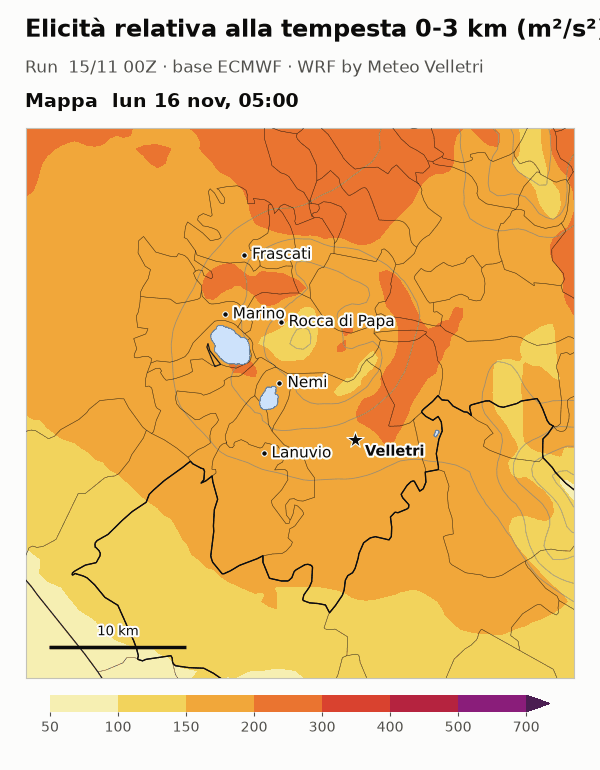 Elicità relativa alla tempesta 0-3 km (m²/s²)
Run 15/11 00Z · base ECMWF · WRF by Meteo Velletri
Mappa lun 16 nov, 05:00
Frascati
Marino
Rocca di Papa
Nemi
Velletri
Lanuvio
10 km
50 100 150 200 300 400 500 700